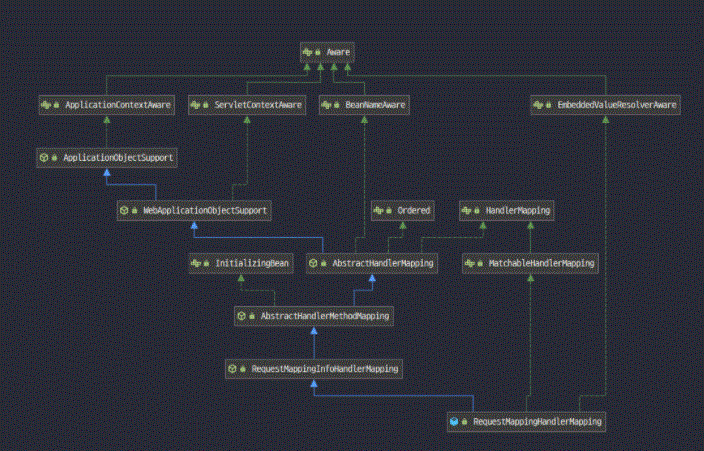 Aware
ApplicationContextAware
ServletContextAware
BeanNameAware
EmbeddedValueResolverAware
ApplicationObjectSupport
WebApplicationObjectSupport
Ordered
HandlerMapping
InitializingBean
AbstractHandlerMapping
MatchableHandlerMapping
AbstractHandlerMethodMapping
RequestMappingInfoHandlerMapping
RequestMappingHandlerMapping